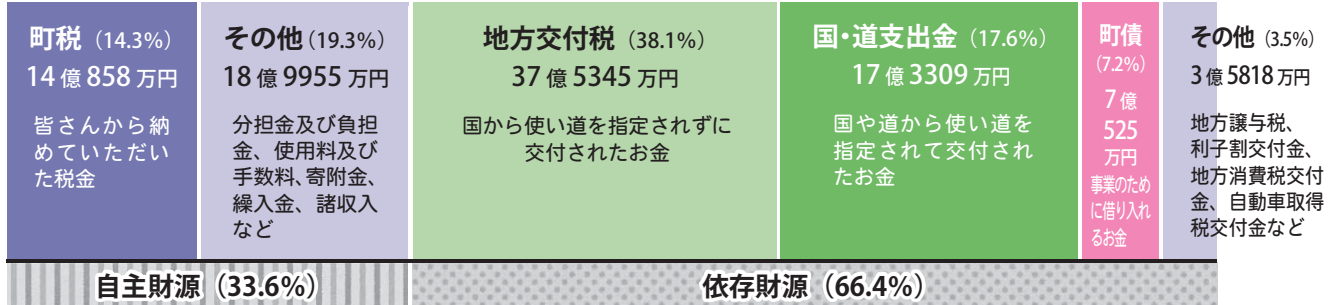 町税（14.3%）
14億858万円
皆さんから納
めていただい
た税金
その他（19.3%）
18億9955万円
分担金及び負担
金、使用料及び
手数料、寄附金、
繰入金、諸収入
など
地方交付税（38.1%）
37億5345万円
国から使い道を指定されずに
交付されたお金
国・道支出金（17.6%）
17億3309万円
国や道から使い道を
指定されて交付され
たお金
町債
（7.2%）
7億
525
万円
事業のため
に借り入れ
るお金
その他（3.5%）
3億5818万円
地方譲与税、
利子割交付金、
地方消費税交付
金、自動車取得
税交付金など
自主財源（33.6%）
依存財源（66.4%）